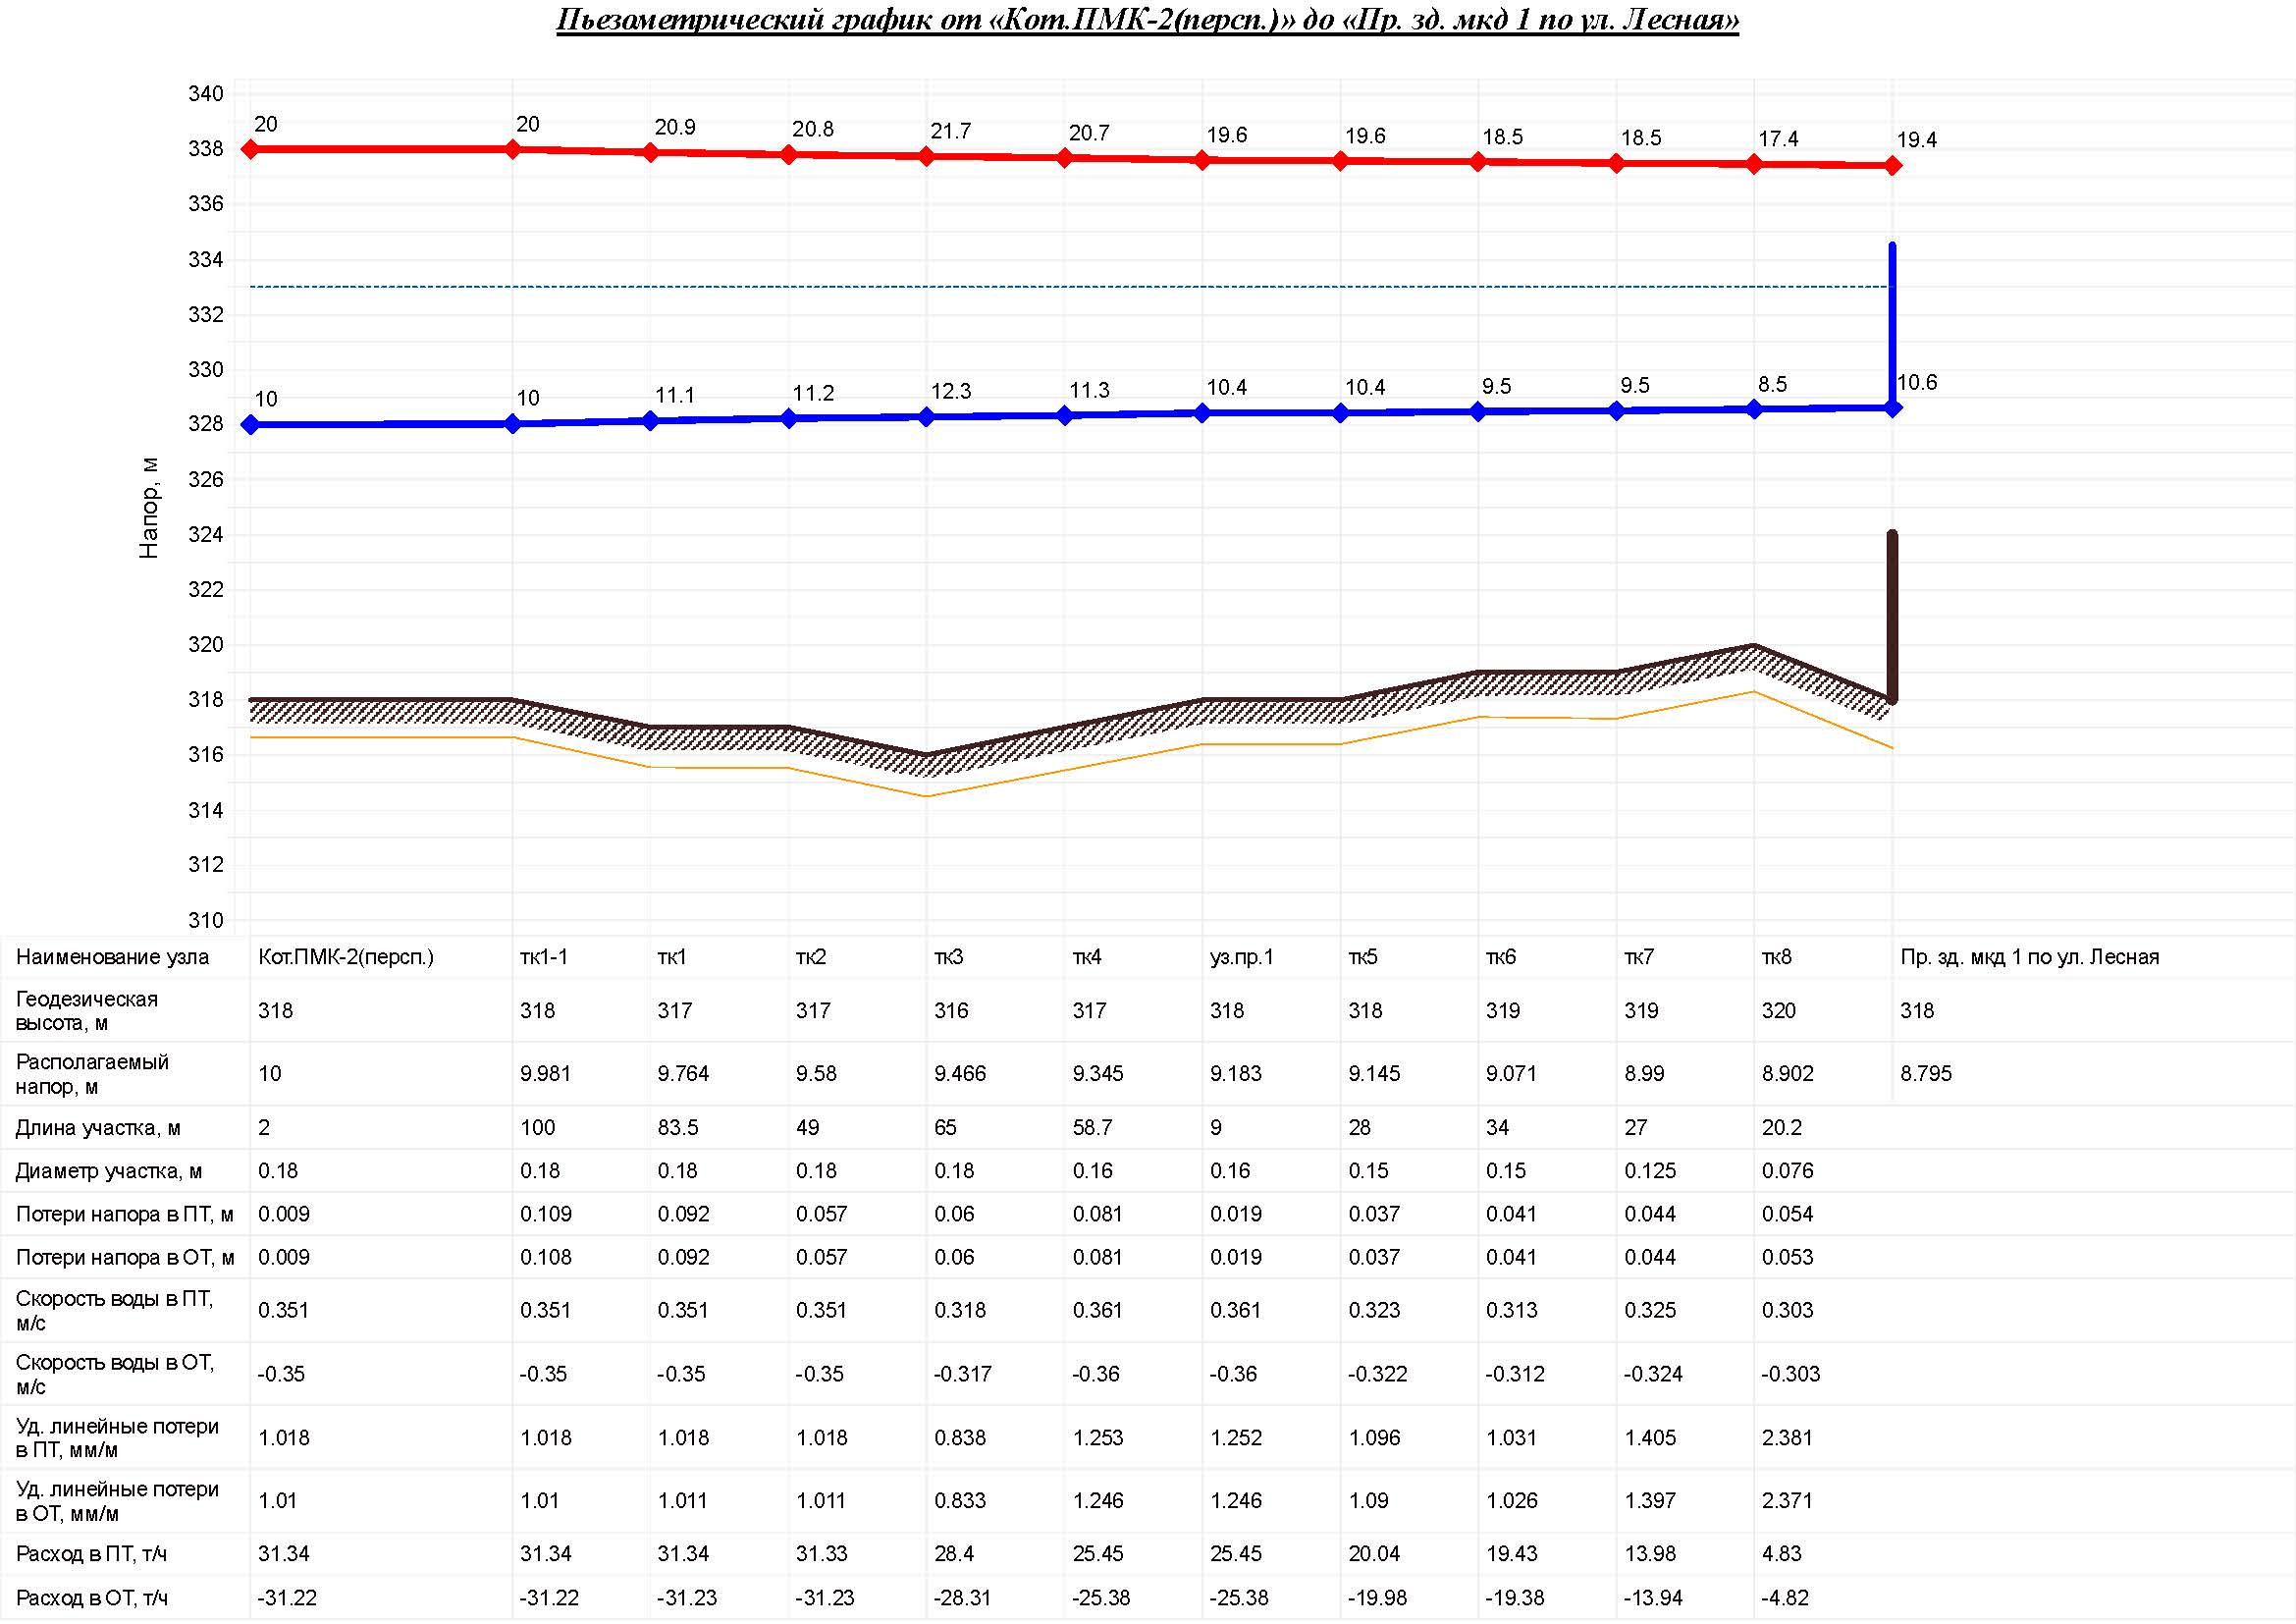 Пьезометрический график от «Кот.ПМК-2(персп.)» до «Пр. зд. мкд 1 по ул. Лесная»
340
20 20 20.9 20.8 21.7 20.7 19.6 19.6 18.5 18.5 17.4 19.4
338
336
334
332
330
10 10 11.1 11.2 12.3 11.3 10.4 10.4 9.5 9.5 8.5 10.6
328
326
324
322
320
318
316
314
312
310
Напор, м
Наименование узла Кот.ПМК-2(персп.) тк1-1 тк1 тк2 тк3 тк4 уз.пр.1 тк5 тк6 тк7 тк8 Пр. зд. мкд 1 по ул. Лесная
Геодезическая
высота, м 318 318 317 317 316 317 318 318 319 319 320 318
Располагаемый
напор, м 10 9.981 9.764 9.58 9.466 9.345 9.183 9.145 9.071 8.99 8.902 8.795
Длина участка, м 2 100 83.5 49 65 58.7 9 28 34 27 20.2
Диаметр участка, м 0.18 0.18 0.18 0.18 0.18 0.16 0.16 0.15 0.15 0.125 0.076
Потери напора в ПТ, м 0.009 0.109 0.092 0.057 0.06 0.081 0.019 0.037 0.041 0.044 0.054
Потери напора в ОТ, м 0.009 0.108 0.092 0.057 0.06 0.081 0.019 0.037 0.041 0.044 0.053
Скорость воды в ПТ,
м/с 0.351 0.351 0.351 0.351 0.318 0.361 0.361 0.323 0.313 0.325 0.303
Скорость воды в ОТ,
м/с -0.35 -0.35 -0.35 -0.35 -0.317 -0.36 -0.36 -0.322 -0.312 -0.324 -0.303
Уд. линейные потери
в ПТ, мм/м 1.018 1.018 1.018 1.018 0.838 1.253 1.252 1.096 1.031 1.405 2.381
Уд. линейные потери
в ОТ, мм/м 1.01 1.01 1.011 1.011 0.833 1.246 1.246 1.09 1.026 1.397 2.371
Расход в ПТ, т/ч 31.34 31.34 31.34 31.33 28.4 25.45 25.45 20.04 19.43 13.98 4.83
Расход в ОТ, т/ч -31.22 -31.22 -31.23 -31.23 -28.31 -25.38 -25.38 -19.98 -19.38 -13.94 -4.82